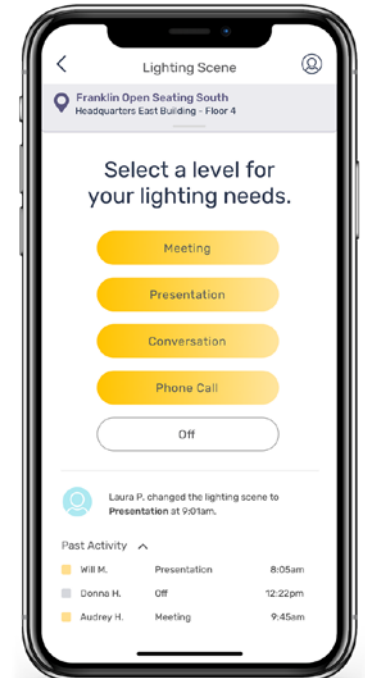 Lighting Scene
Franklin Open Seating South
Headquarters East Building - Floor 4
Select a level for
your lighting needs.
Meeting
Presentation
Conversation
Phone Call
Off
Laura P. changed the lighting scene to
Presentation at 9:01am.
Past Activity
Will M. Presentation 8:05am
Donna H. Off 12:22pm
Audrey H. Meeting 9:45am